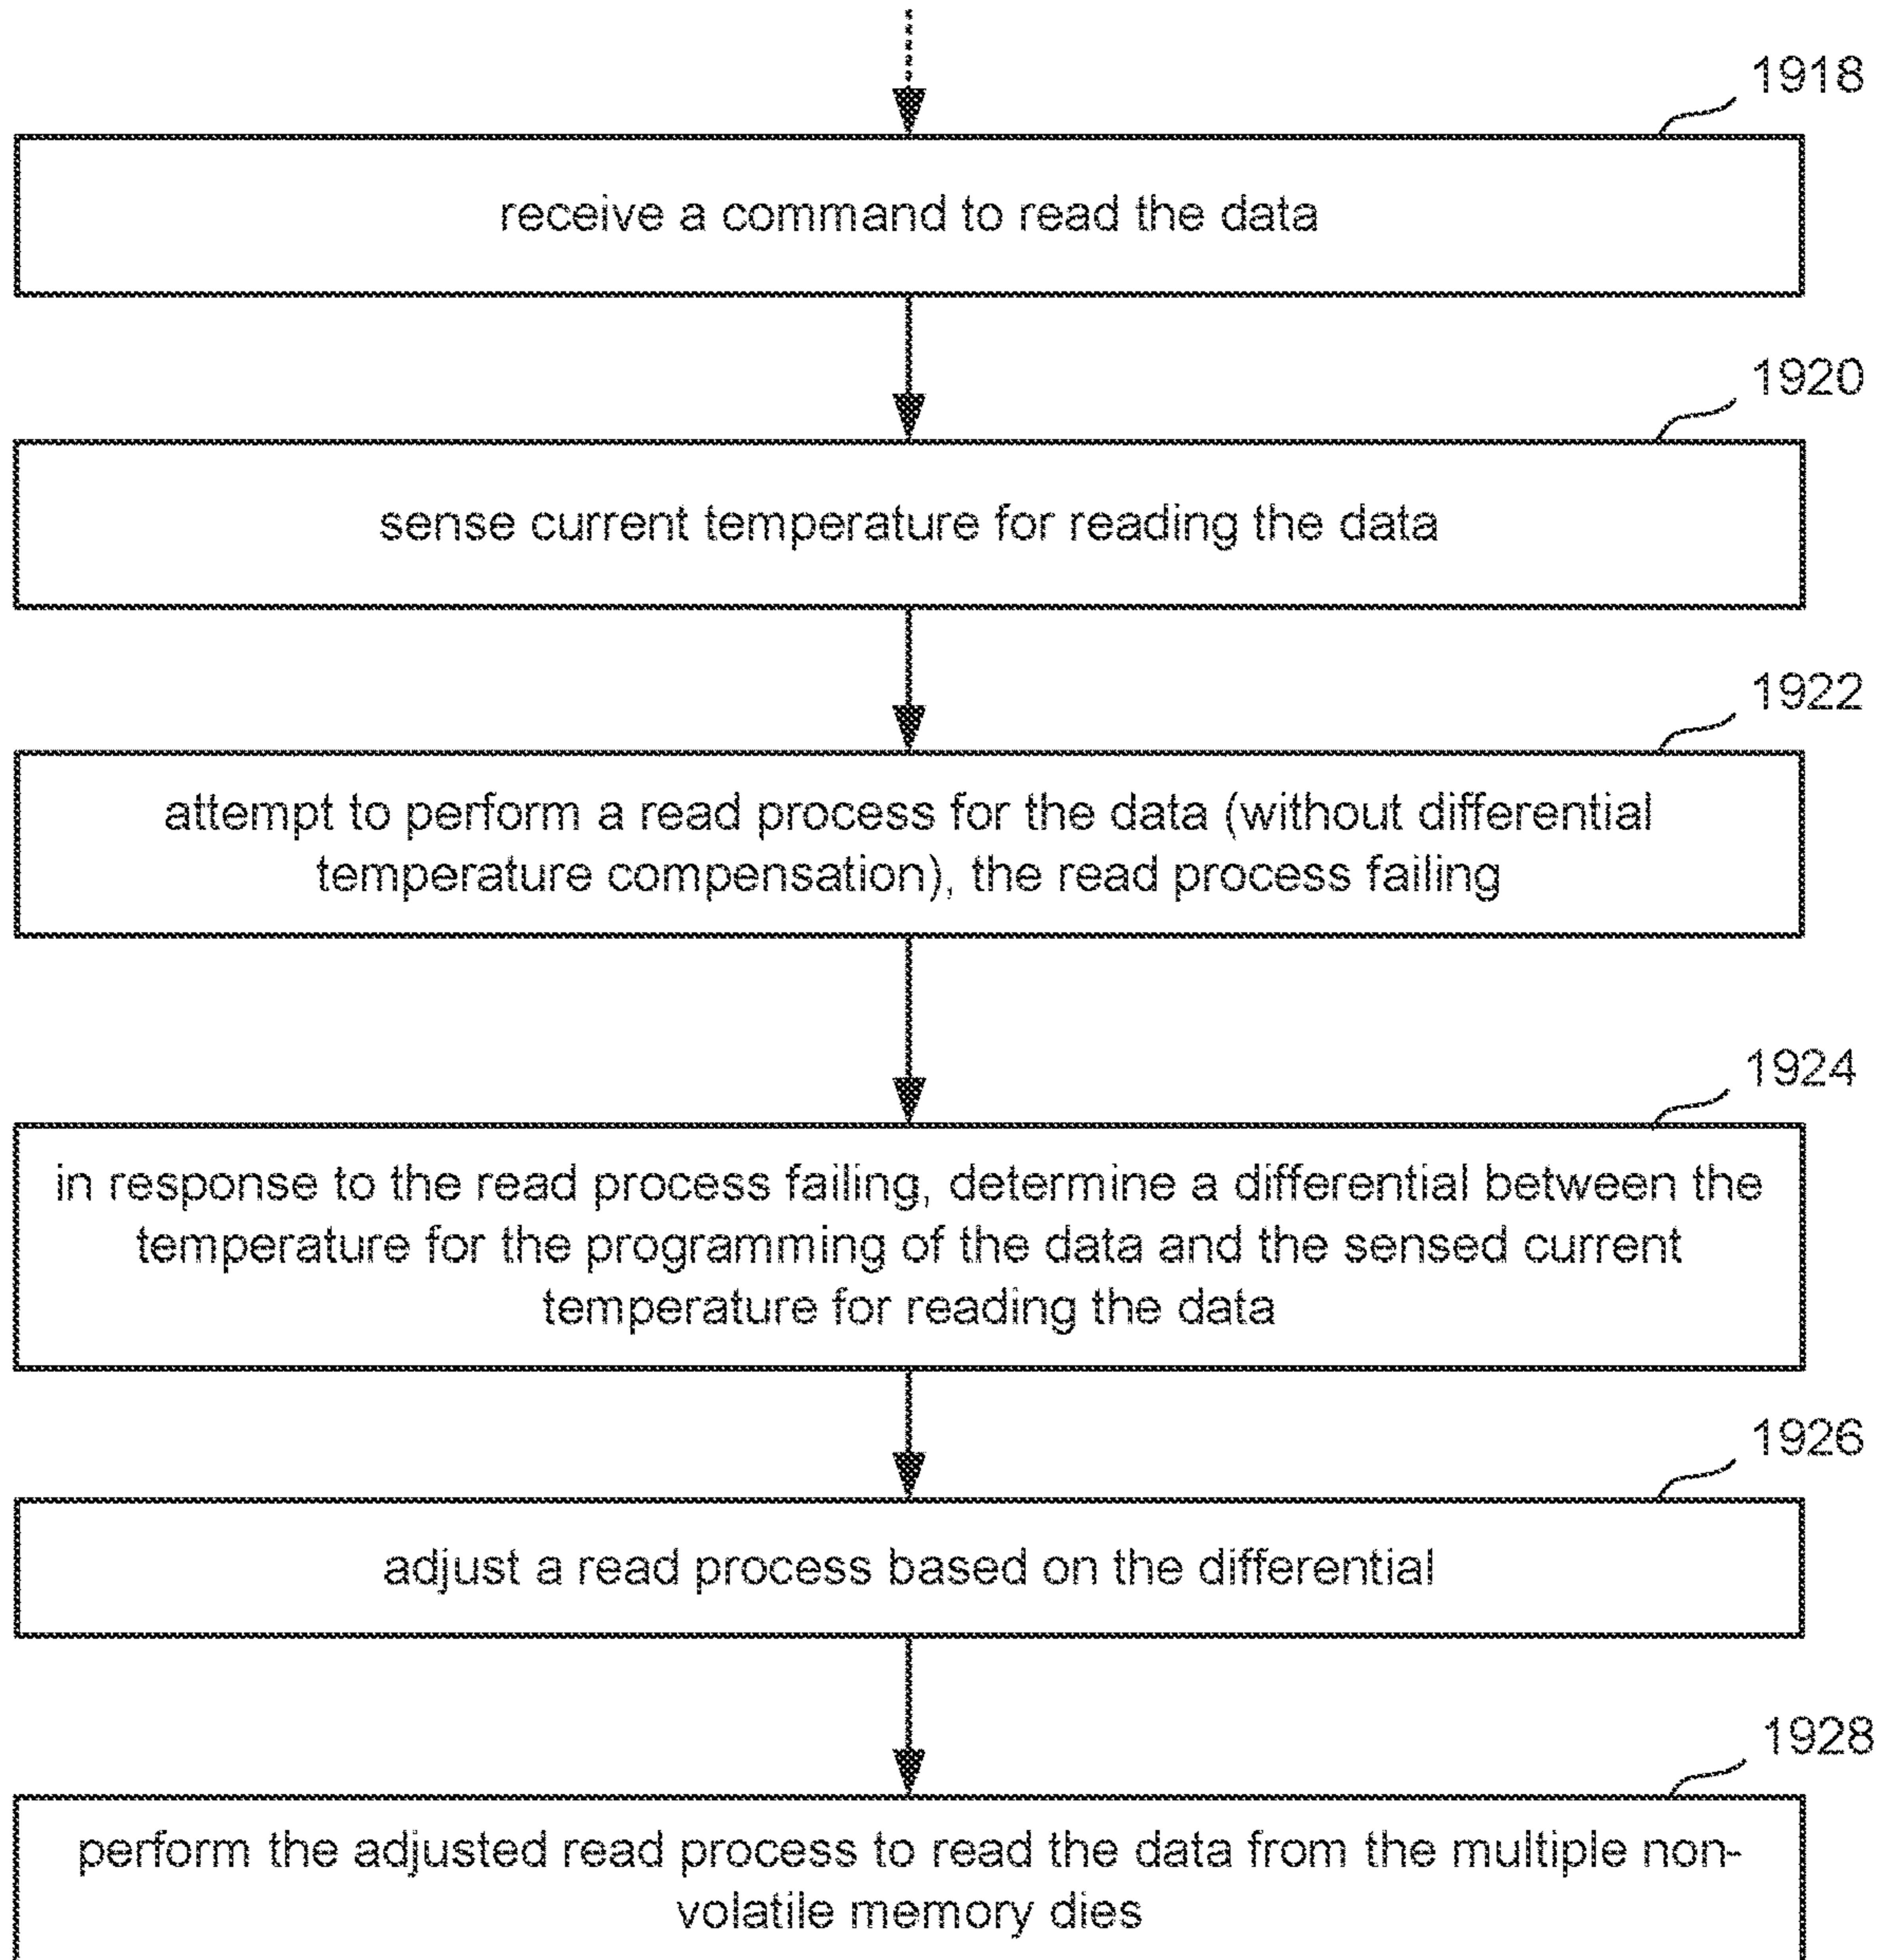 1918
receive a command to read the data
1920
sense current temperature for reading the data
1922
attempt to perform a read process for the data (without differential
temperature compensation), the read process failing
1924
in response to the read process failing, determine a differential between the
temperature for the programming of the data and the sensed current
temperature for reading the data
1926
adjust a read process based on the differential
1928
perform the adjusted read process to read the data from the multiple non-
volatile memory dies